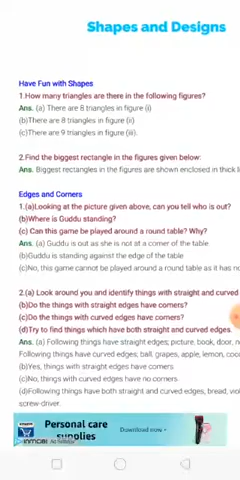 Shapes and Designs
Have Fun with Shapes
1.How many triangles are there in the following figures?
Ans. (a) There are 8 triangles in figure (i)
(b)There are 8 triangles in figure (ii)
(c)There are 9 triangles in figure (iii).
2.Find the biggest rectangle in the figures given below:
Ans. Biggest rectangles in the figures are shown enclosed in thick
Edges and Corners
1.(a)Looking at the picture given above, can you tell who is out?
(b)Where is Guddu standing?
(c) Can this game be played around a round table? Why?
Ans. (a) Guddu is out as she is not at a corner of the table
(b)Guddu is standing against the edge of the table
(c)No, this game cannot be played around a round table as it has
2.(a) Look around you and identify things with straight and curved
(b)Do the things with straight edges have corners?
(c)Do the things with curved edges have corners?
(d)Try to find things which have both straight and curved edges.
Ans. (a) Following things have straight edges; picture, book, door,
Following things have curved edges; ball, grapes, apple, lemon,
(b)Yes, things with straight edges have corners
(c)No, things with curved edges have no corners.
(d)Following have both straight and curved edges, bread,
screw-driver.
Personal care
supplies
Download now